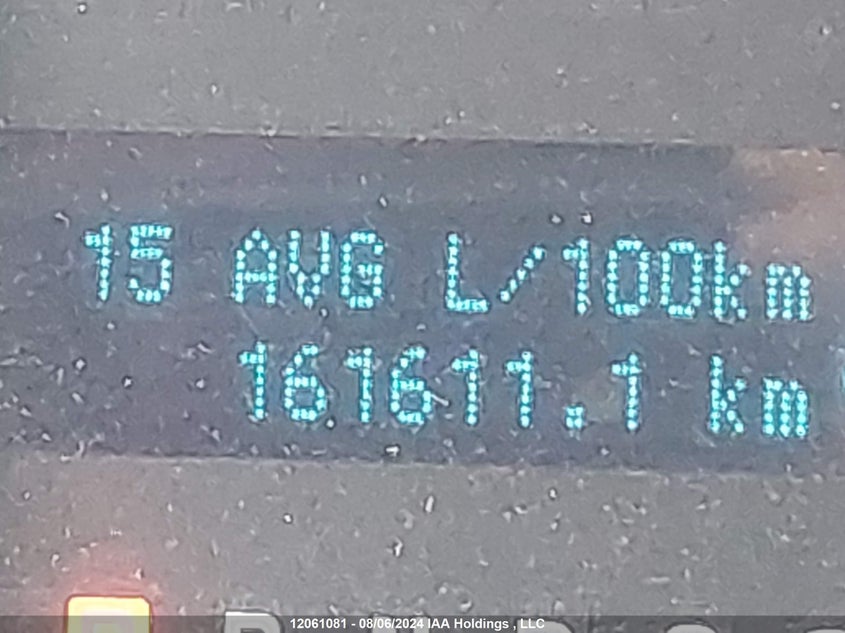 15 AVG L/100km
161611.1 km
12061081 - 08/06/2024 IAA Holdings , LLC